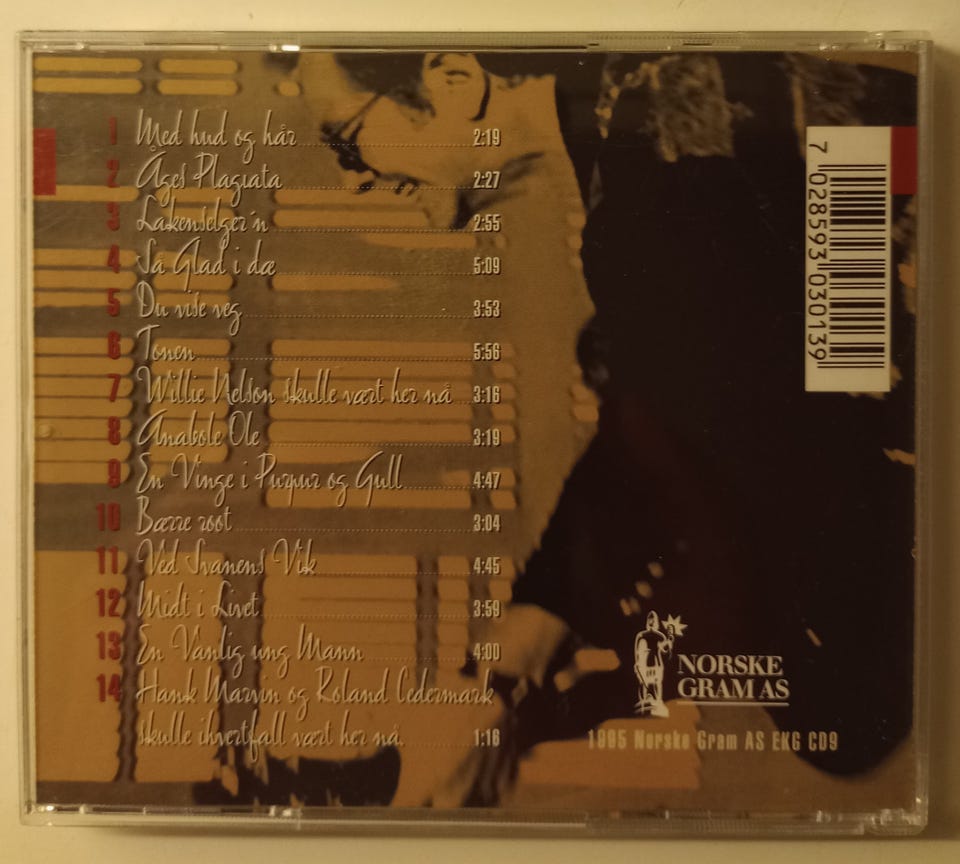 1 Med hud og hår 2:19
2 Åges Plagiata 2:27
3 Lakenselger'n 2:55
4 Så Glad i dæ 5:09
5 Du vise veg 3:53
6 Tonen 5:56
7 Willie Nelson skulle vært her nå 3:16
8 Anabole Ole 3:19
9 En Vinge i Purpur og Gull 4:47
10 Bærre root 3:04
11 Ved Svanens Vik 4:45
12 Midt i Livet 3:59
13 En Vanlig ung Mann 4:00
14 Hank Marvin og Roland Cedermark
skulle ihvertfall vært her nå 1:16
7 028593 030139
NORSKE
GRAM AS
1995 Norske Gram AS EKG CD9